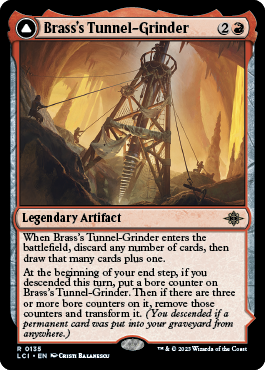 Brass's Tunnel-Grinder 2
Legendary Artifact
When Brass's Tunnel-Grinder enters the
battlefield, discard any number of cards, then
draw that many cards plus one.
At the beginning of your end step, if you
descended this turn, put a bore counter on
Brass's Tunnel-Grinder. Then if there are three
or more bore counters on it, remove those
counters and transform it. (You descended if a
permanent card was put into your graveyard from
anywhere.)
R 0135
LCI • EN Cristi Balanescu
™ & © 2023 Wizards of the Coast